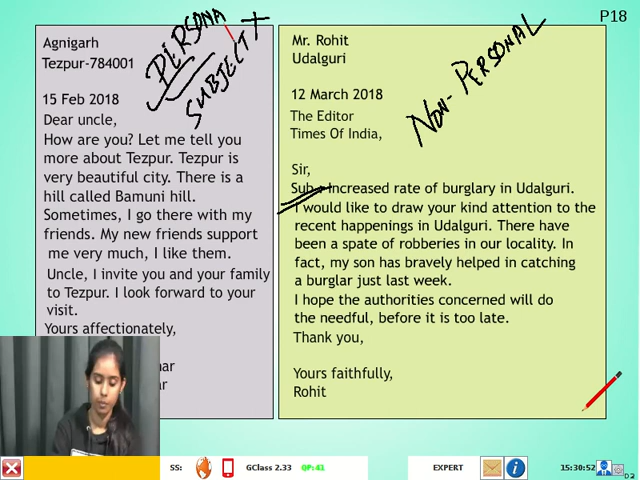 P18
Agnigarh
Tezpur-784001
15 Feb 2018
Dear uncle,
How are you? Let me tell you
more about Tezpur. Tezpur is
very beautiful city. There is a
hill called Bamuni hill.
Sometimes, I go there with my
friends. My new friends support
me very much, I like them.
Uncle, I invite you and your family
to Tezpur. I look forward to your
visit.
Yours affectionately,
PERSONA
SUBJECT X
Mr. Rohit
Udalguri
12 March 2018
The Editor
Times Of India,
Sir,
Sub- Increased rate of burglary in Udalguri.
I would like to draw your kind attention to the
recent happenings in Udalguri. There have
been a spate of robberies in our locality. In
fact, my son has bravely helped in catching
a burglar just last week.
I hope the authorities concerned will do
the needful, before it is too late.
Thank you,
Yours faithfully,
Rohit
NON-PERSONAL
SS:
GClass 2.33
QP:41
EXPERT
15:30:52